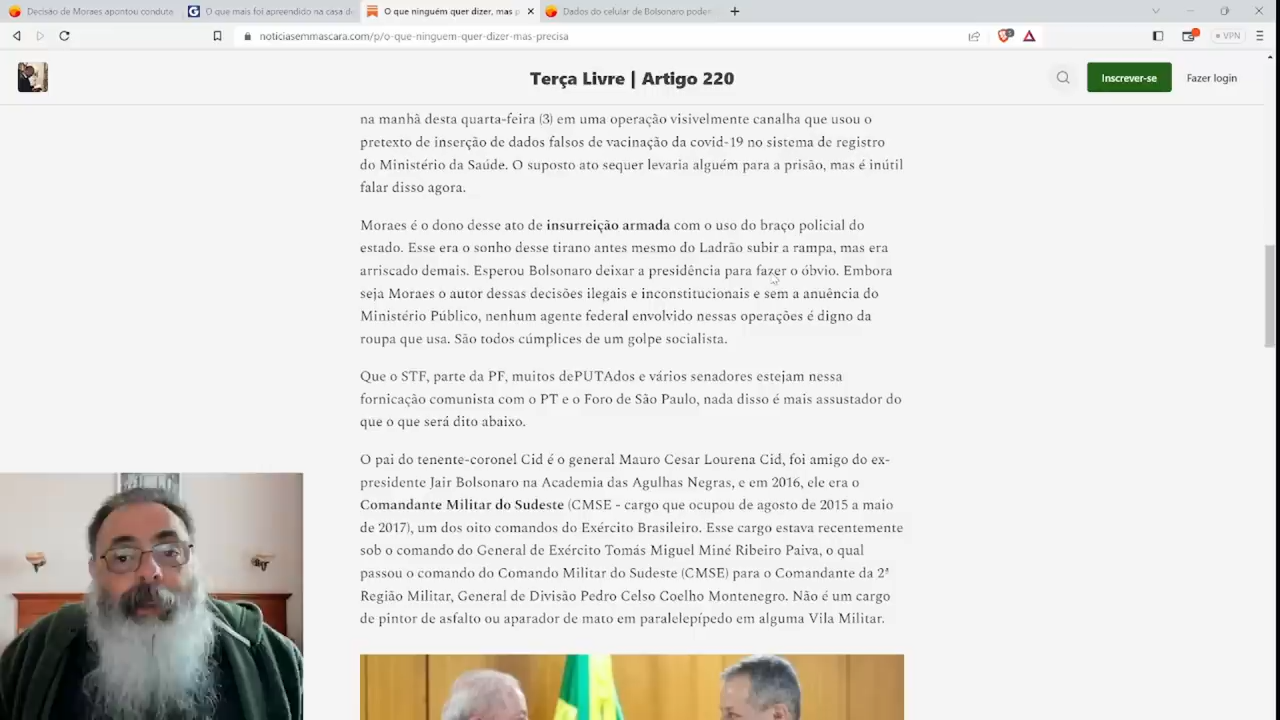 Decisão de Moraes apontou conduta
O que mais foi apreendido na casa de
O que ninguém quer dizer, mas p
Dados do celular de Bolsonaro poder
noticiasemmascara.com/p/o-que-ninguem-quer-dizer-mas-precisa
VPN
Terça Livre | Artigo 220
Inscrever-se
Fazer login
na manhã desta quarta-feira (3) em uma operação visivelmente canalha que usou o
pretexto de inserção de dados falsos de vacinação da covid-19 no sistema de registro
do Ministério da Saúde. O suposto ato sequer levaria alguém para a prisão, mas é inútil
falar disso agora.
Moraes é o dono desse ato de insurreição armada com o uso do braço policial do
estado. Esse era o sonho desse tirano antes mesmo do Ladrão subir a rampa, mas era
arriscado demais. Esperou Bolsonaro deixar a presidência para fazer o óbvio. Embora
seja Moraes o autor dessas decisões ilegais e inconstitucionais e sem a anuência do
Ministério Público, nenhum agente federal envolvido nessas operações é digno da
roupa que usa. São todos cúmplices de um golpe socialista.
Que o STF, parte da PF, muitos dePUTAdos e vários senadores estejam nessa
fornicação comunista com o PT e o Foro de São Paulo, nada disso é mais assustador do
que o que será dito abaixo.
O pai do tenente-coronel Cid é o general Mauro Cesar Lourena Cid, foi amigo do ex-
presidente Jair Bolsonaro na Academia das Agulhas Negras, e em 2016, ele era o
Comandante Militar do Sudeste (CMSE - cargo que ocupou de agosto de 2015 a maio
de 2017), um dos oito comandos do Exército Brasileiro. Esse cargo estava recentemente
sob o comando do General de Exército Tomás Miguel Miné Ribeiro Paiva, o qual
passou o comando do Comando Militar do Sudeste (CMSE) para o Comandante da 2ª
Região Militar, General de Divisão Pedro Celso Coelho Montenegro. Não é um cargo
de pintor de asfalto ou aparador de mato em paralelepípedo em alguma Vila Militar.